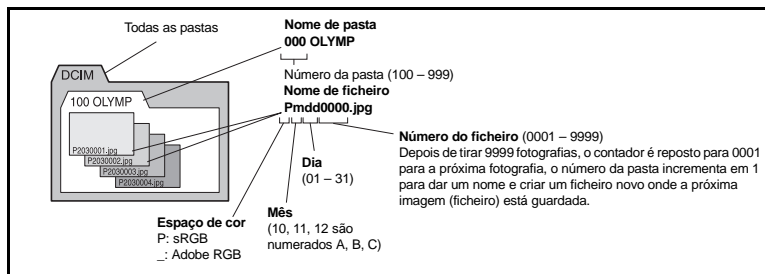 Todas as pastas
Nome de pasta
000 OLYMP
Número da pasta (100 – 999)
Nome de ficheiro
Pmdd0000.jpg
DCIM
100 OLYMP
P2030001.jpg
P2030002.jpg
P2030003.jpg
P2030004.jpg
Dia
(01 – 31)
Número do ficheiro (0001 – 9999)
Depois de tirar 9999 fotografias, o contador é reposto para 0001
para a próxima fotografia, o número da pasta incrementa em 1
para dar um nome e criar um ficheiro novo onde a próxima
imagem (ficheiro) está guardada.
Mês
(10, 11, 12 são
numerados A, B, C)
Espaço de cor
P: sRGB
_: Adobe RGB